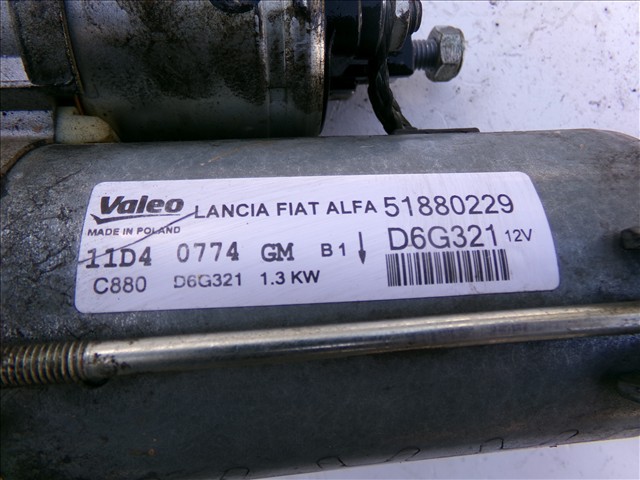 Valeo LANCIA FIAT ALFA 51880229
MADE IN POLAND
11D4 0774 GM B1 D6G321 12V
C880 D6G321 1.3 KW